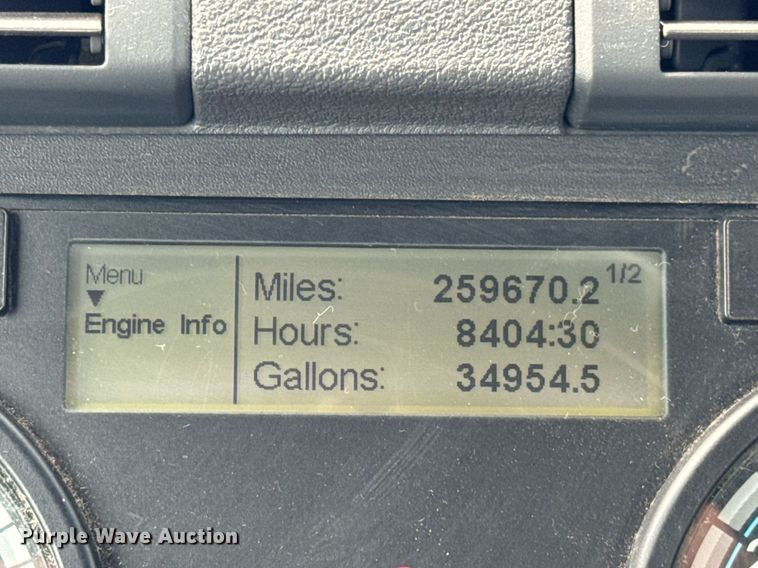 Menu
Engine Info
Miles: 259670.2 1/2
Hours: 8404:30
Gallons: 34954.5
Purple Wave Auction